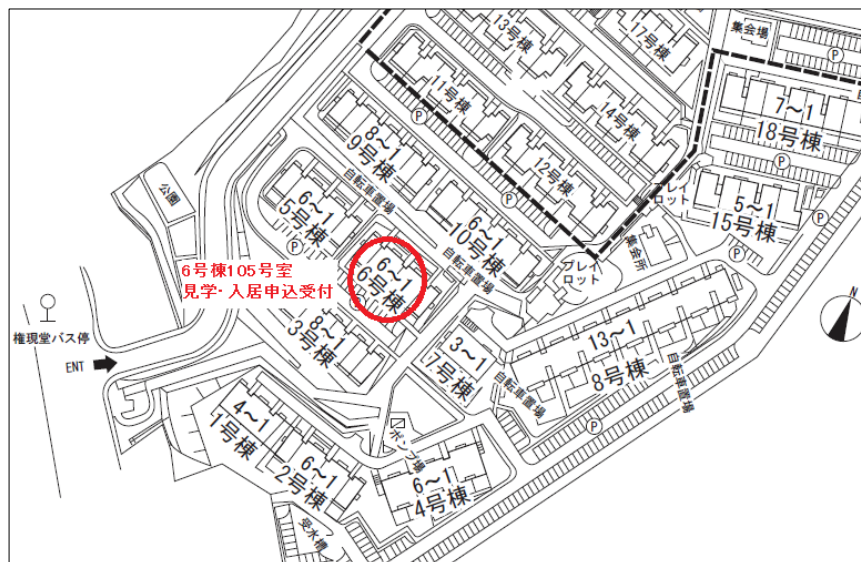 13号棟
17号棟
集会場
P
P
11号棟
14号棟
7～1
18号棟
P
8～1
9号棟
12号棟
P
P
プレイ
ロット
5～1
15号棟
P
公園
6～1
5号棟
自転車置場
6～1
10号棟
自転車置場
集会所
P
6号棟105号室
見学・入居申込受付
6～1
6号棟
プレイ
ロット
N
権現堂バス停
ENT
8～1
3号棟
3～1
7号棟
13～1
8号棟
自転車置場
自転車置場
4～1
1号棟
6～1
2号棟
ポンプ場
6～1
4号棟
P
受水槽